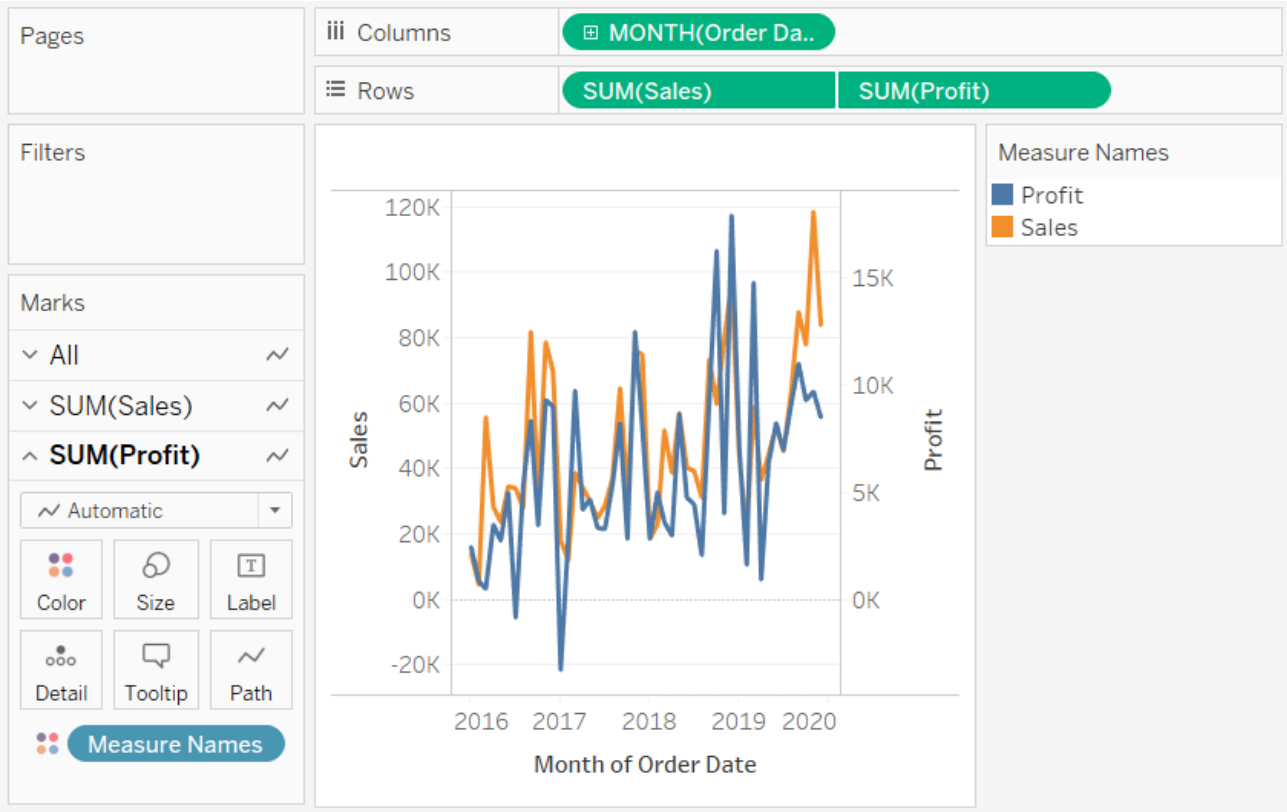 Pages
Columns
MONTH(Order Da..
Rows
SUM(Sales)
SUM(Profit)
Filters
Marks
All
SUM(Sales)
SUM(Profit)
Automatic
Color
Size
T
Label
Detail
Tooltip
Path
Measure Names
120K
100K
80K
60K
40K
20K
0K
-20K
Sales
15K
10K
5K
0K
Profit
2016 2017 2018 2019 2020
Month of Order Date
Measure Names
Profit
Sales